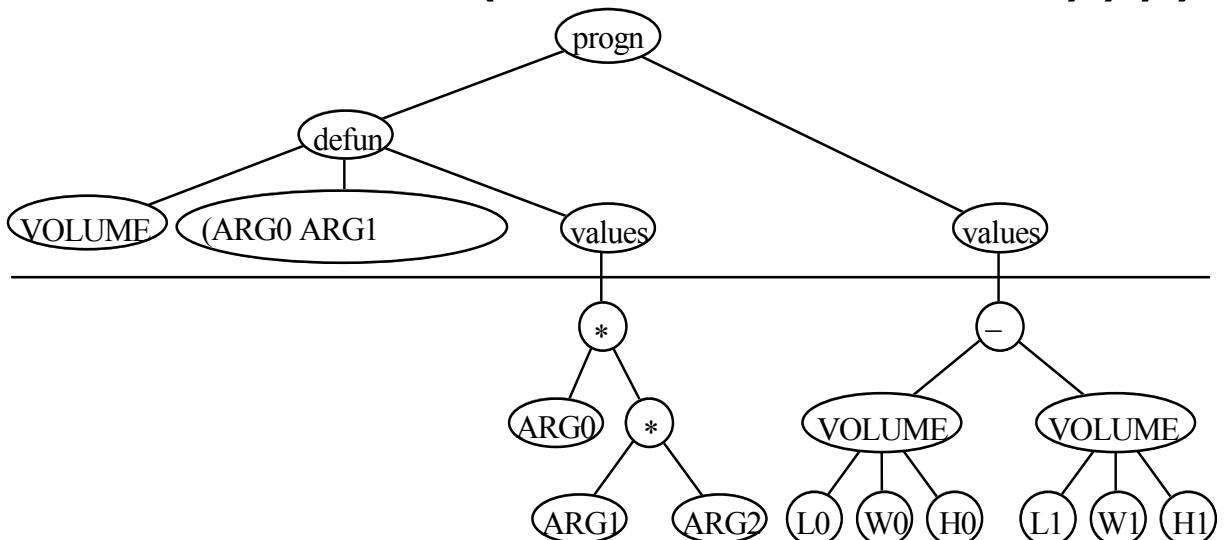 progn
defun
VOLUME (ARG0 ARG1 values values
* –
ARG0 * VOLUME VOLUME
ARG1 ARG2 L0 W0 H0 L1 W1 H1